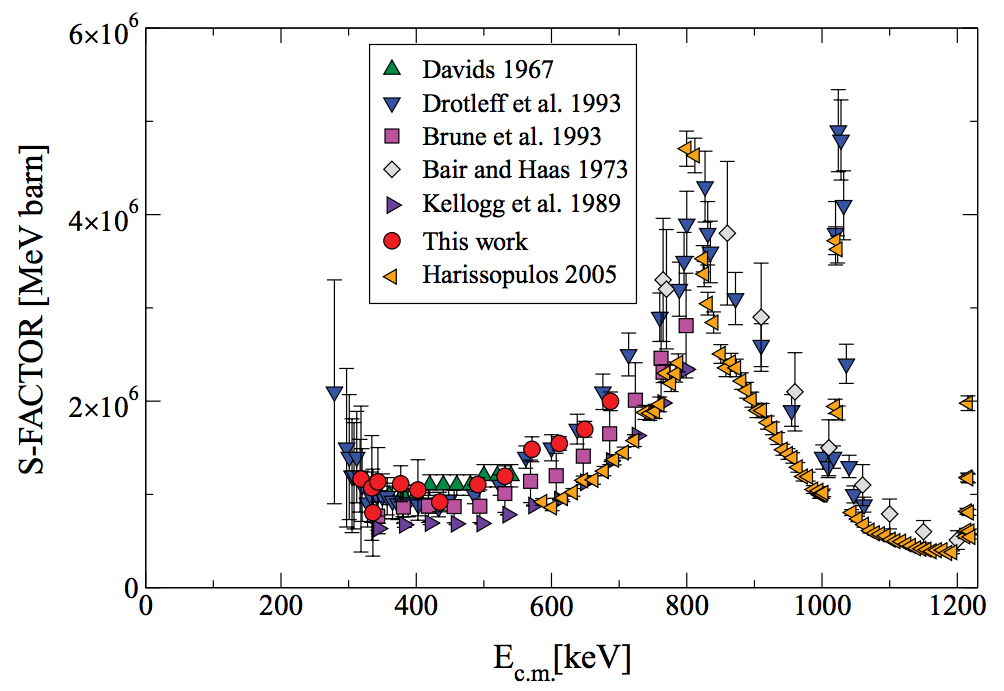 6×10⁶
4×10⁶
2×10⁶
0
S-FACTOR [MeV barn]
Davids 1967
Drotleff et al. 1993
Brune et al. 1993
Bair and Haas 1973
Kellogg et al. 1989
This work
Harissopulos 2005
0 200 400 600 800 1000 1200
E_c.m.[keV]